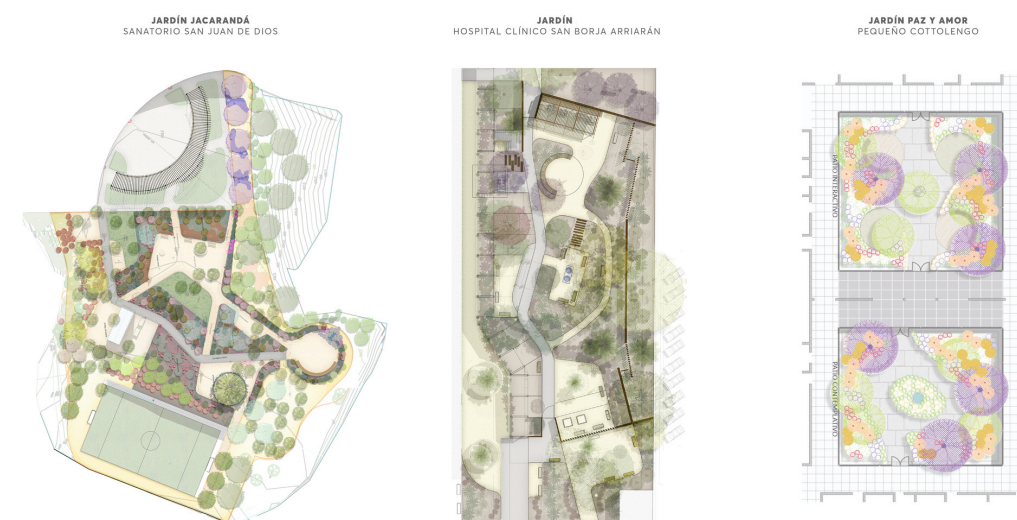 JARDÍN JACARANDÁ
SANATORIO SAN JUAN DE DIOS
JARDÍN
HOSPITAL CLÍNICO SAN BORJA ARRIARÁN
JARDÍN PAZ Y AMOR
PEQUEÑO COTTOLENGO
PATIO INTERACTIVO
PATIO CONTEMPLATIVO